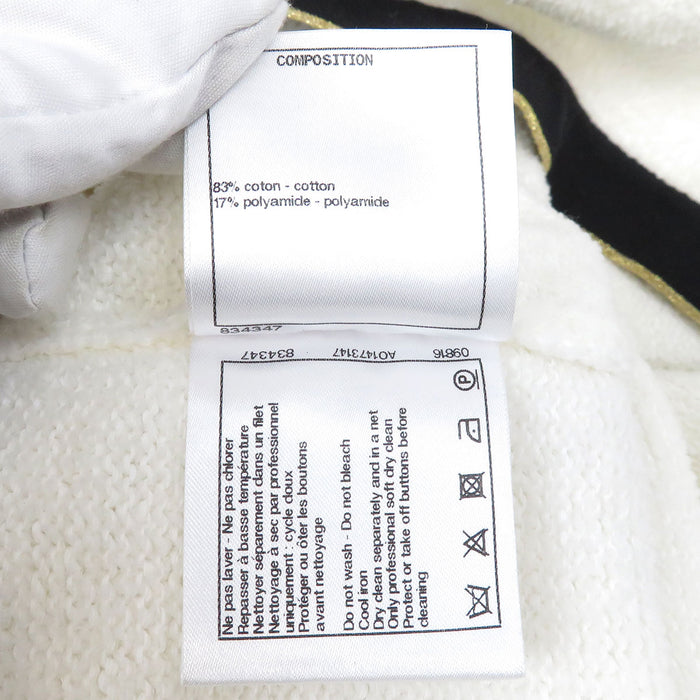 COMPOSITION
83% coton - cotton
17% polyamide - polyamide
834347
834347 AO1473147 09816
Ne pas laver - Ne pas chlorer
Repasser à basse température
Nettoyer séparement dans un filet
Nettoyage à sec par professionnel
uniquement : cycle doux
Protéger ou ôter les boutons
avant nettoyage
Do not wash - Do not bleach
Cool iron
Dry clean separately and in a net
Only professional soft dry clean
Protect or take off buttons before
cleaning
P